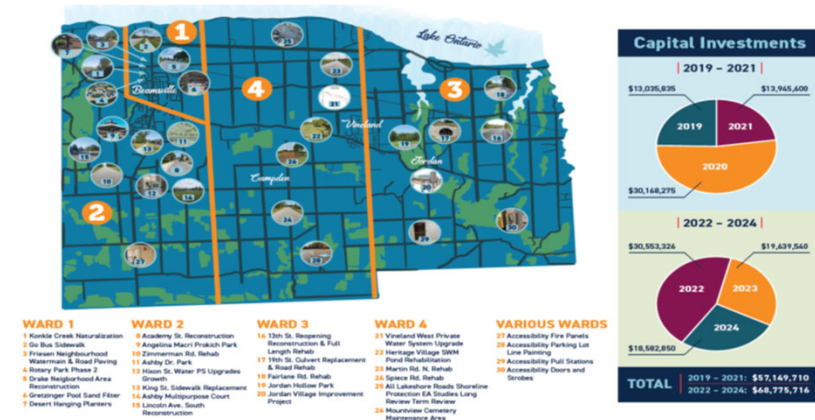 Lake Ontario
Beamsville
Vineland
Jordan
Campden
1
2
3
4
WARD 1
1 Konkle Creek Naturalization
2 Go Bus Sidewalk
3 Friesen Neighbourhood
Watermain & Road Paving
4 Rotary Park Phase 2
5 Drake Neigborhood Area
Reconstruction
6 Gretzinger Pool Sand Filter
7 Desert Hanging Planters
WARD 2
8 Academy St. Reconstruction
9 Angelina Macri Prokich Park
10 Zimmerman Rd. Rehab
11 Ashby Dr. Park
12 Hixon St. Water PS Upgrades
Growth
13 King St. Sidewalk Replacement
14 Ashby Multipurpose Court
15 Lincoln Ave. South
Reconstruction
WARD 3
16 13th St. Reopening
Reconstruction & Full
Length Rehab
17 19th St. Culvert Replacement
& Road Rehab
18 Fairlane Rd. Rehab
19 Jordan Hollow Park
20 Jordan Village Improvement
Project
WARD 4
21 Vineland West Private
Water System Upgrade
22 Heritage Village SWM
Pond Rehabilitation
23 Martin Rd. N. Rehab
24 Spiece Rd. Rehab
25 All Lakeshore Roads Shoreline
Protection EA Studies Long
Review Term Review
26 Mountview Cemetery
Maintenance Area
VARIOUS WARDS
27 Accessibility Fire Panels
28 Accessibility Parking Lot
Line Painting
29 Accessibility Pull Stations
30 Accessibility Doors and
Strobes
Capital Investments
| 2019 – 2021 |
$13,035,835
$13,945,600
2019
2021
2020
$30,168,275
| 2022 – 2024 |
$30,553,326
$19,639,540
2022
2023
2024
$18,582,850
TOTAL
2019 – 2021: $57,149,710
2022 – 2024: $68,775,716